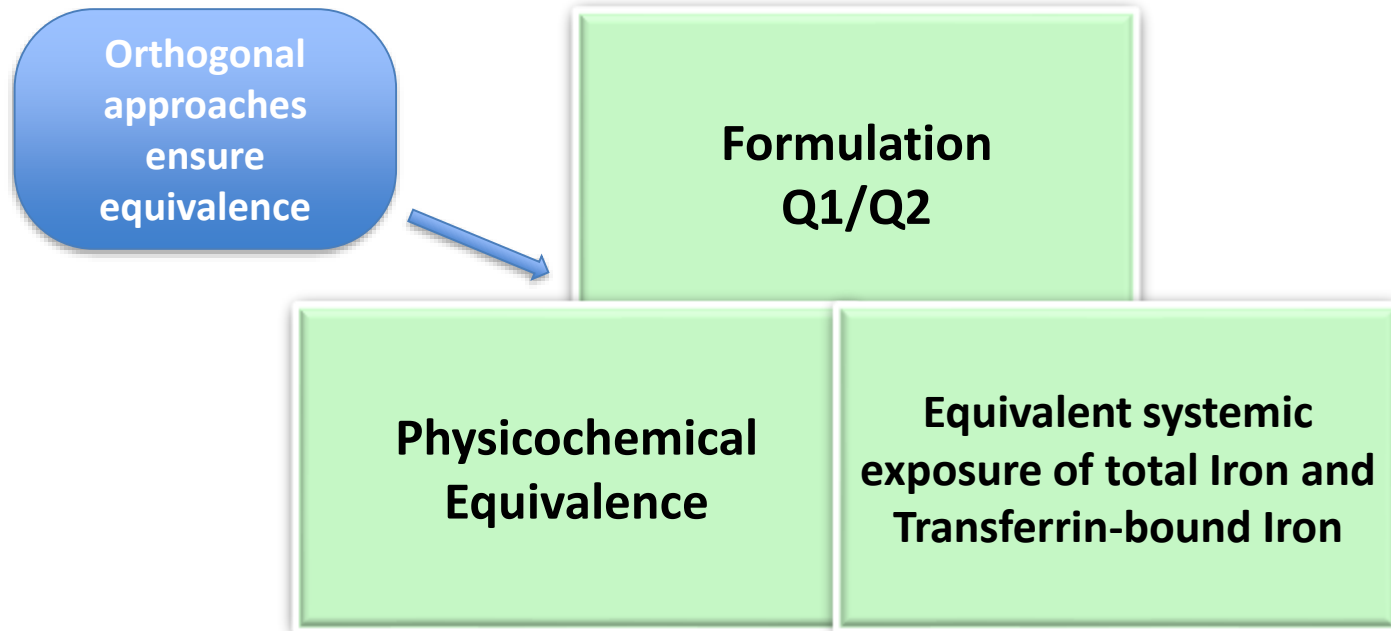 Orthogonal
approaches
ensure
equivalence
Formulation
Q1/Q2
Physicochemical
Equivalence
Equivalent systemic
exposure of total Iron and
Transferrin-bound Iron